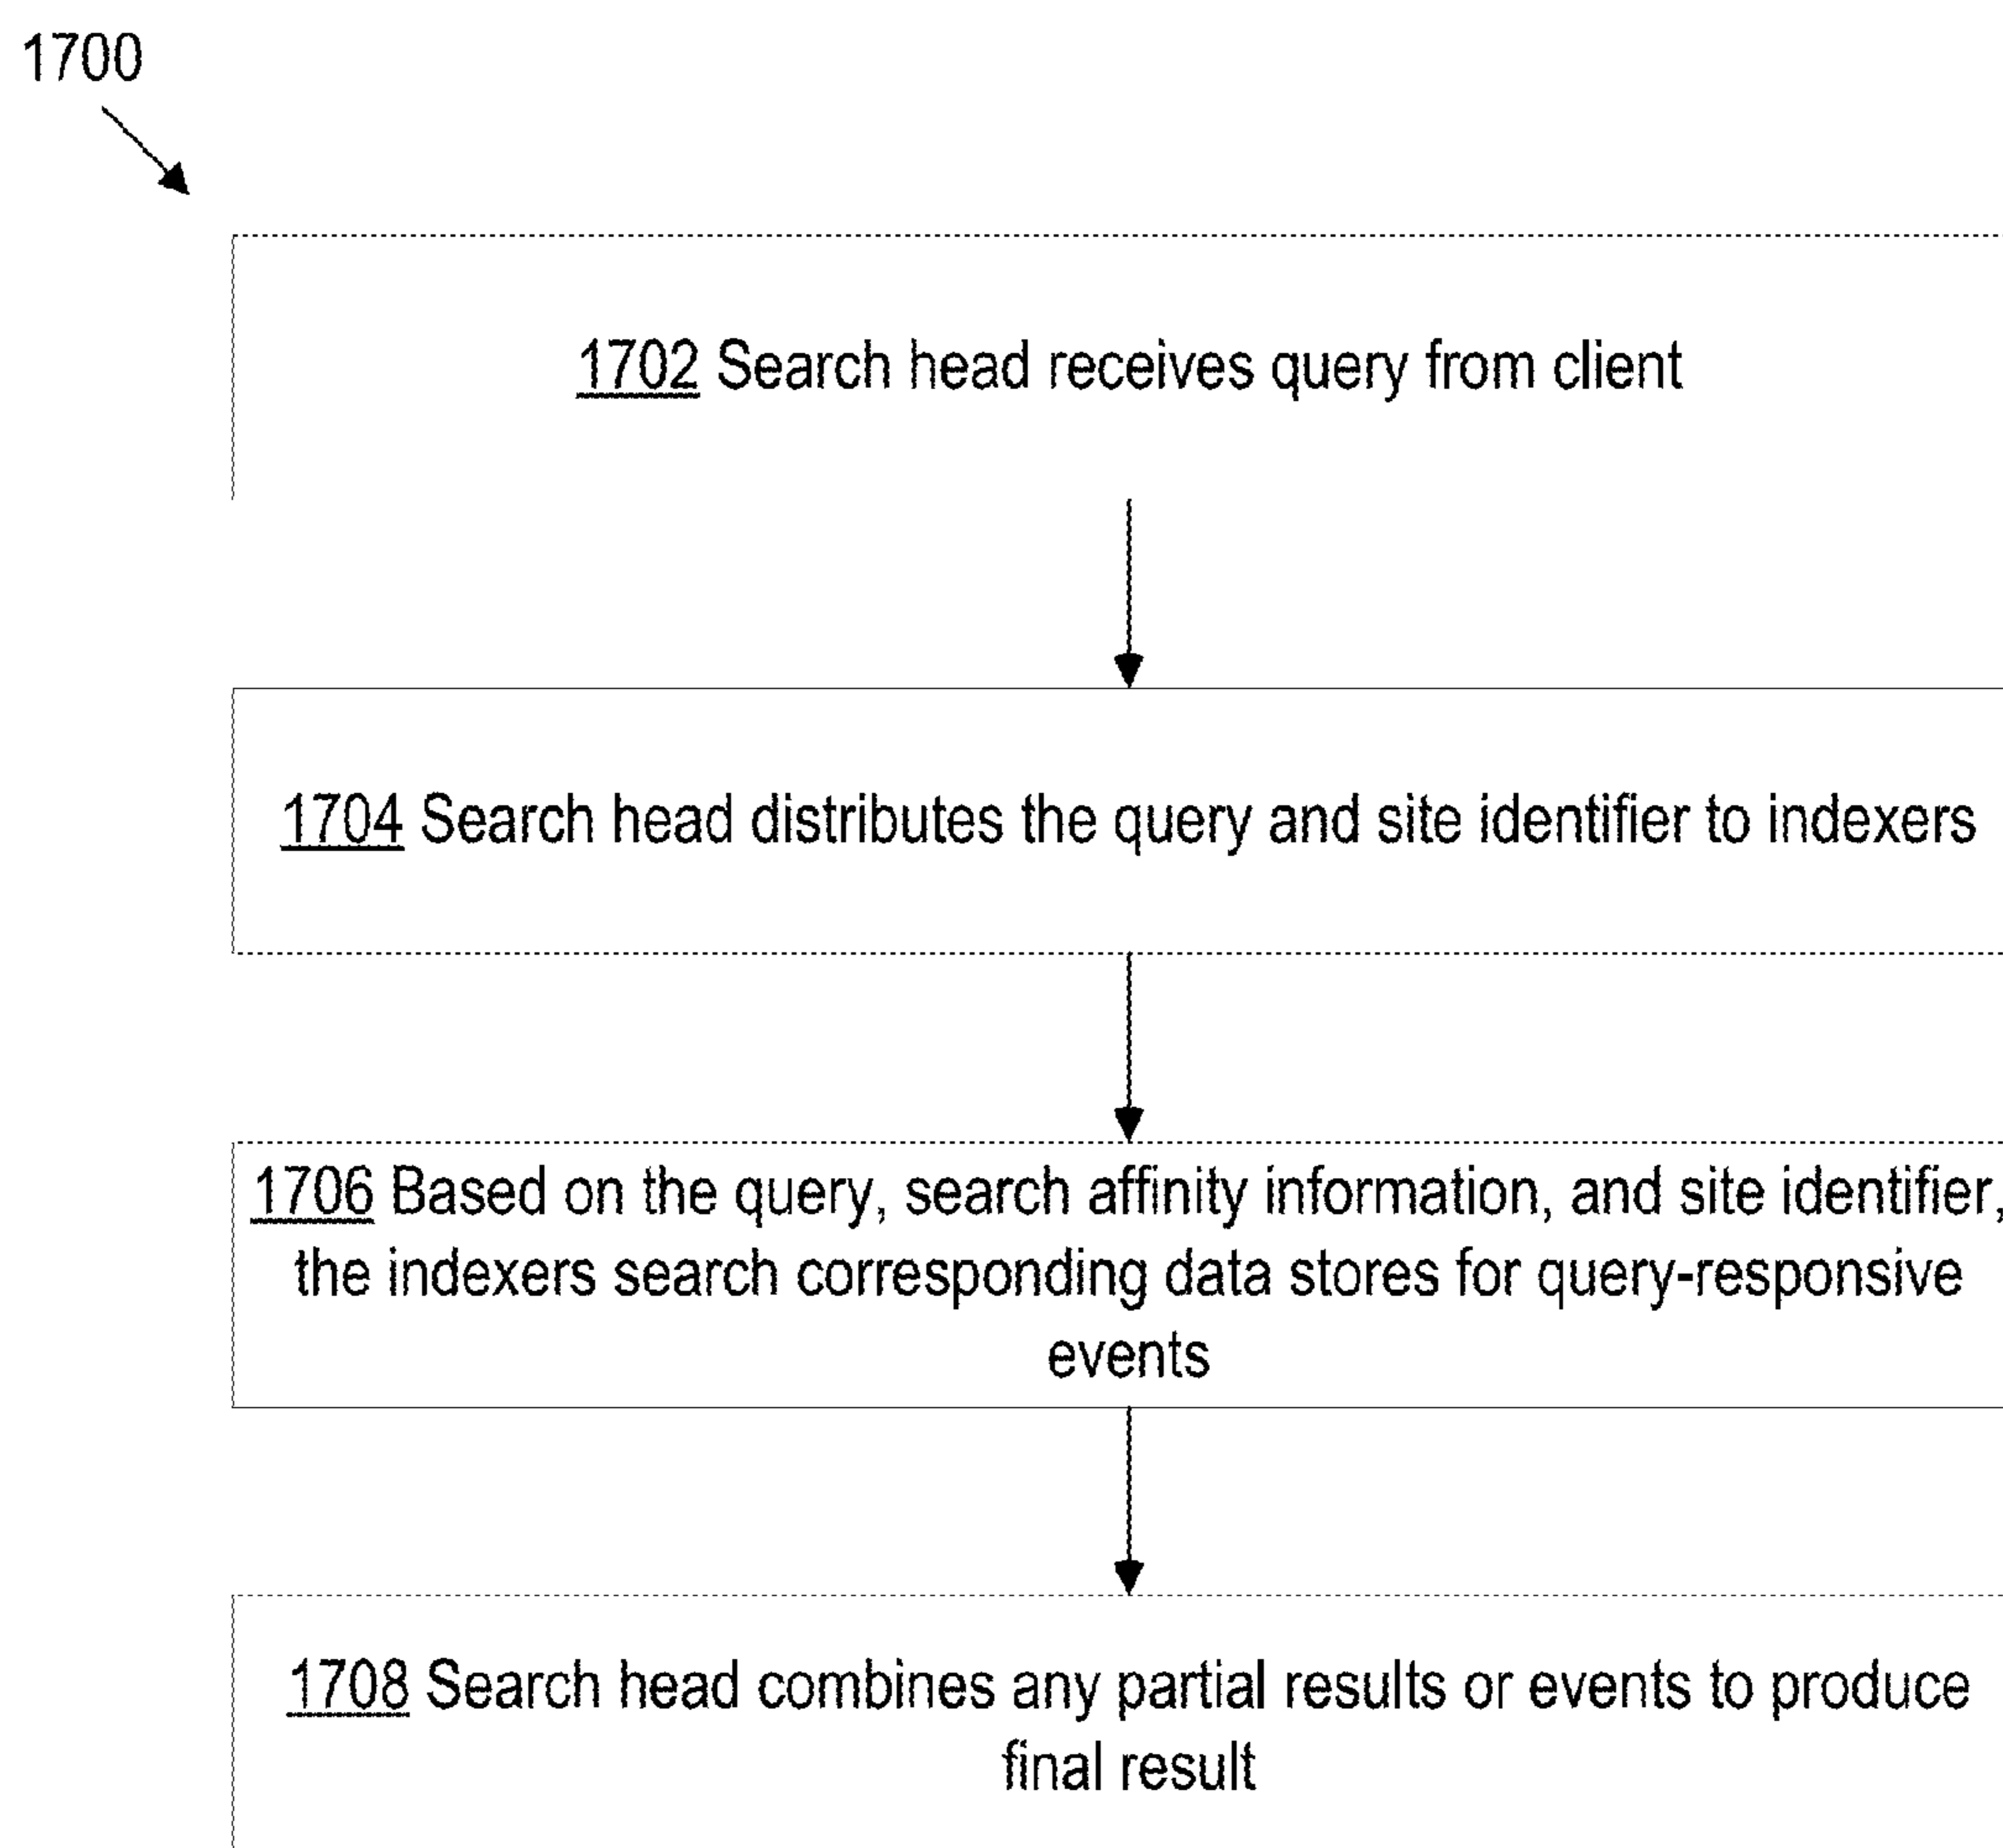 1700
1702 Search head receives query from client
1704 Search head distributes the query and site identifier to indexers
1706 Based on the query, search affinity information, and site identifier,
the indexers search corresponding data stores for query-responsive
events
1708 Search head combines any partial results or events to produce
final result